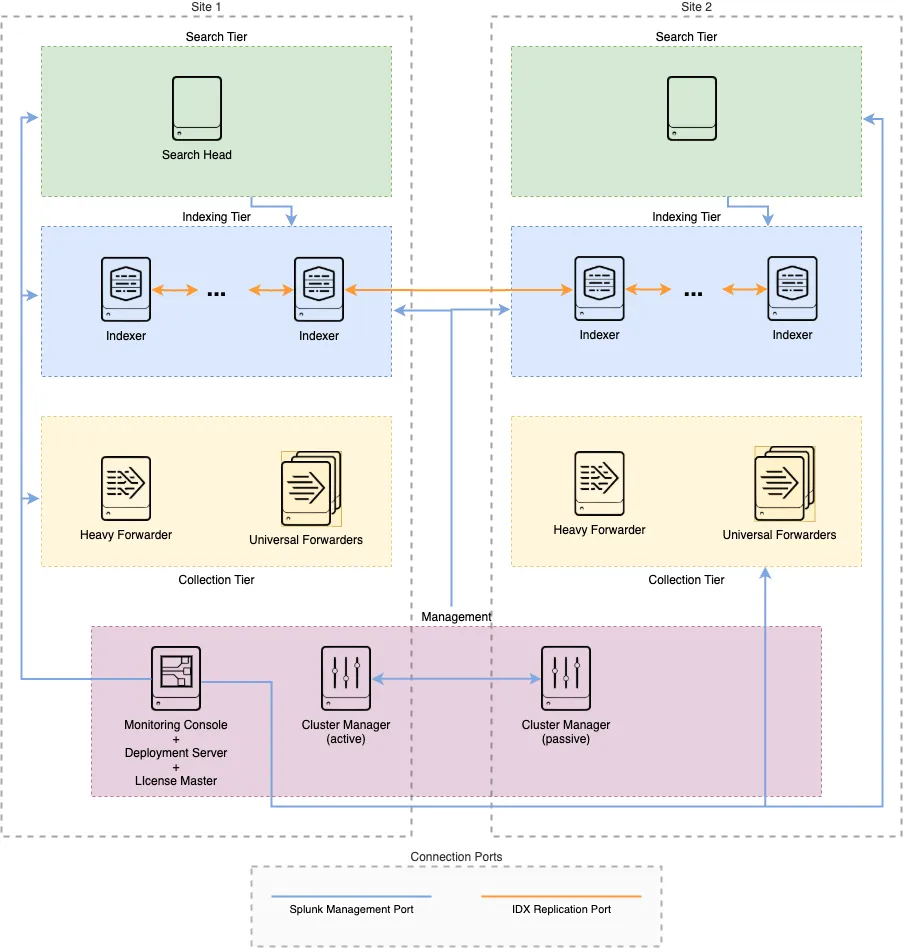 Site 1
Site 2
Search Tier
Search Tier
Search Head
Indexing Tier
Indexing Tier
...
...
Indexer
Indexer
Indexer
Indexer
Heavy Forwarder
Universal Forwarders
Heavy Forwarder
Universal Forwarders
Collection Tier
Collection Tier
Management
Monitoring Console
+
Deployment Server
+
LIcense Master
Cluster Manager
(active)
Cluster Manager
(passive)
Connection Ports
Splunk Management Port
IDX Replication Port